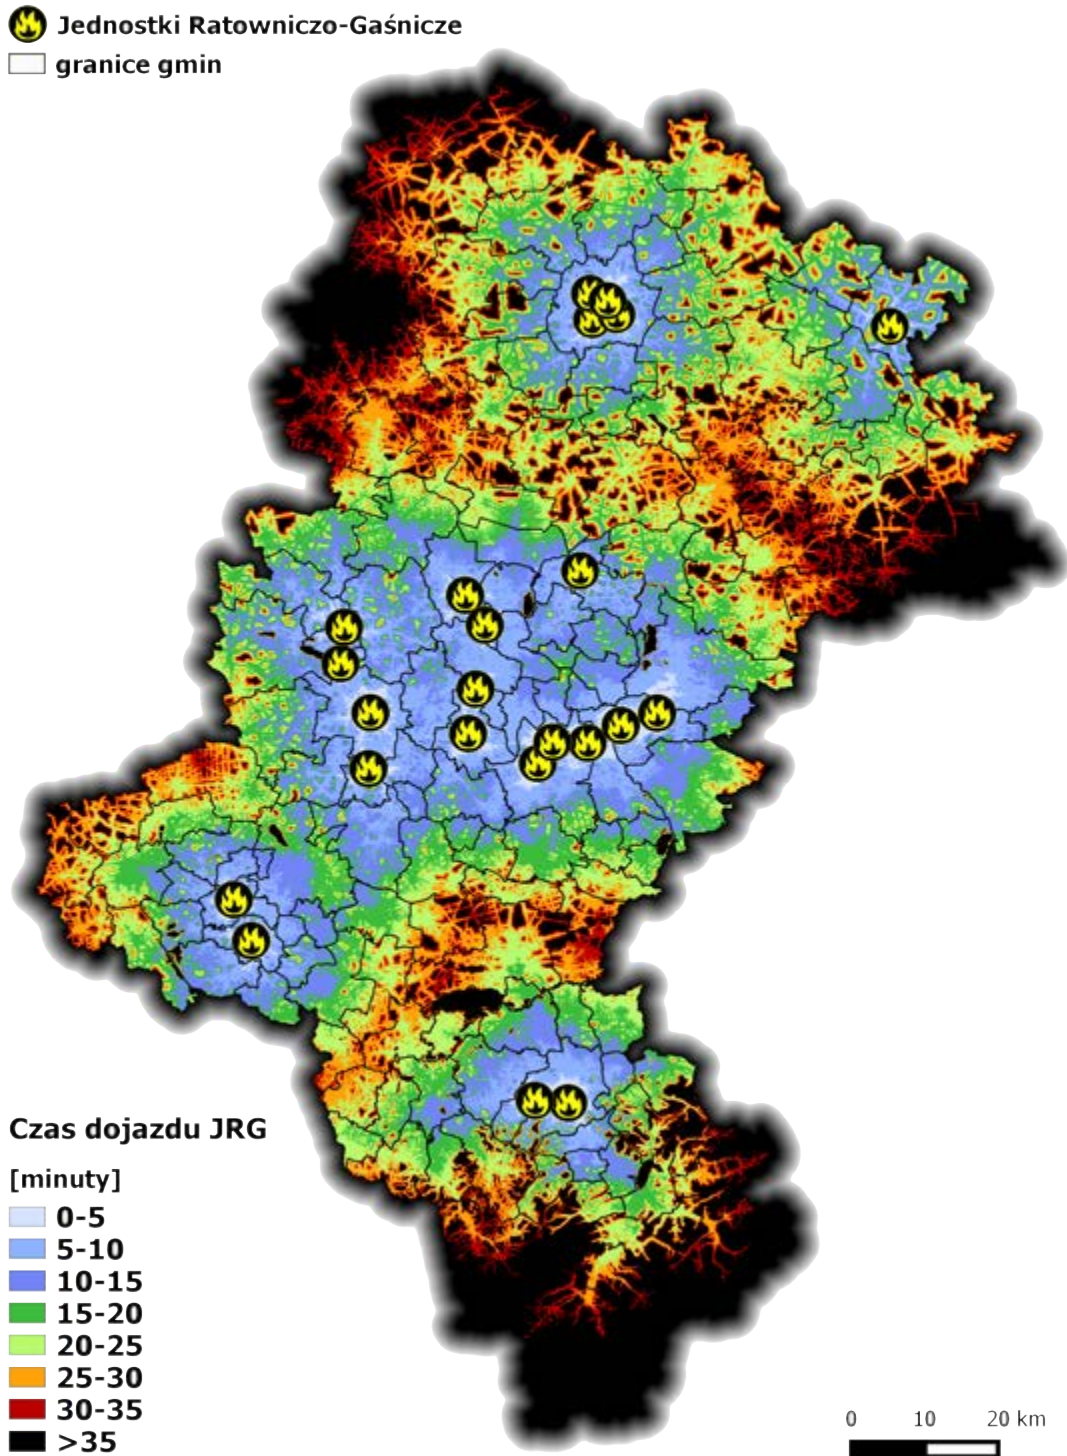 Jednostki Ratowniczo-Gaśnicze
granice gmin
Czas dojazdu JRG
[minuty]
0-5
5-10
10-15
15-20
20-25
25-30
30-35
>35
0 10 20 km